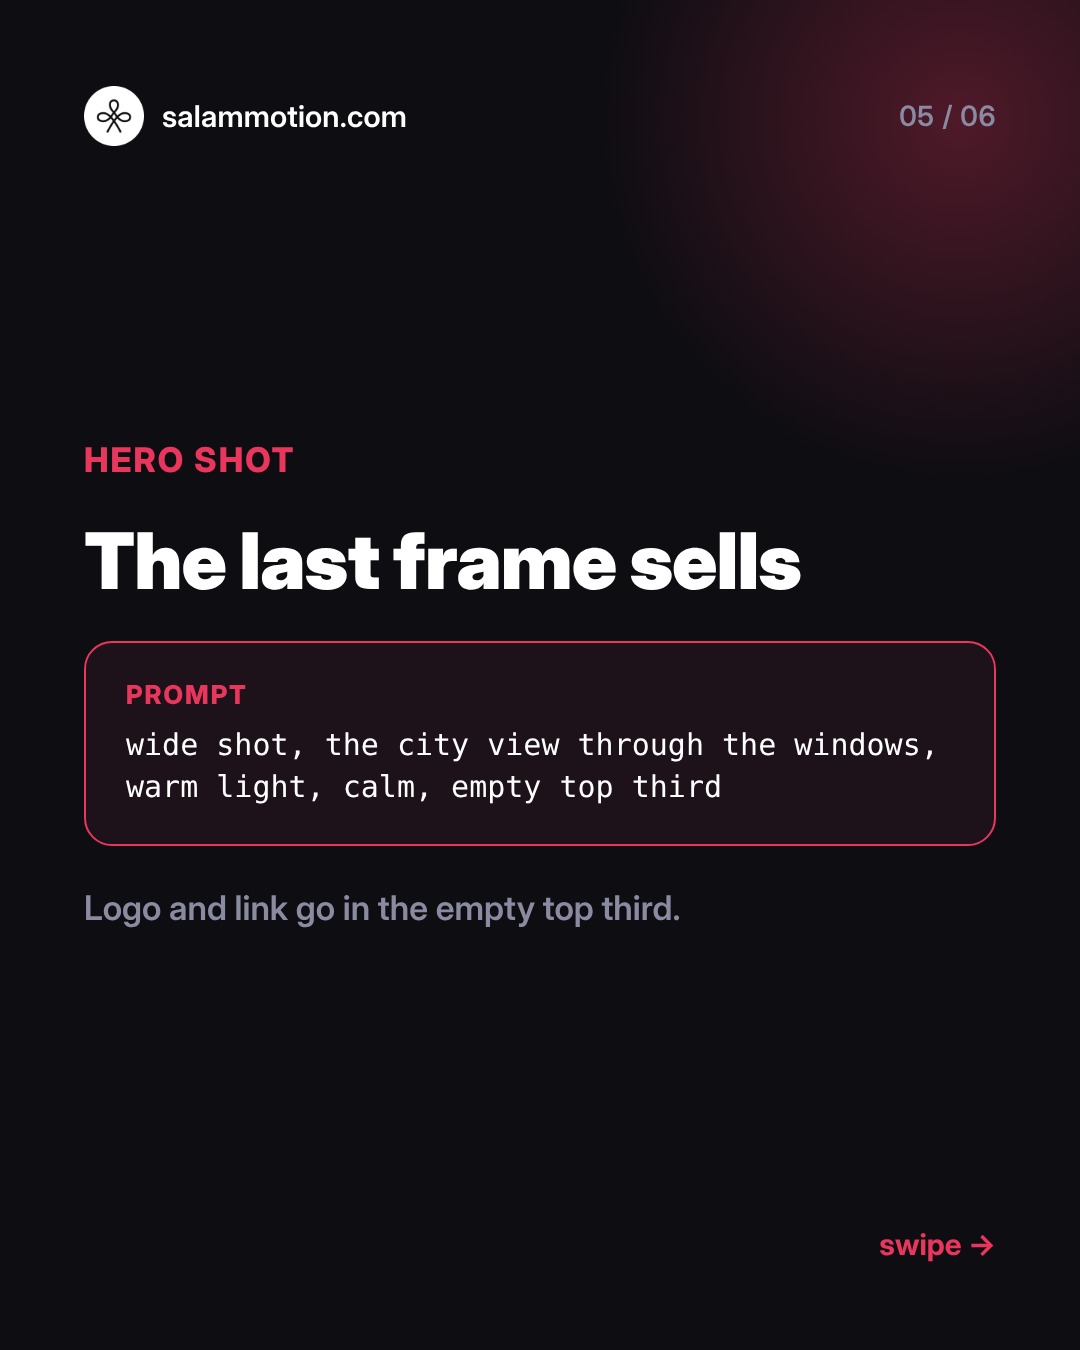 salammotion.com
05 / 06
HERO SHOT
The last frame sells
PROMPT
wide shot, the city view through the windows,
warm light, calm, empty top third
Logo and link go in the empty top third.
swipe →